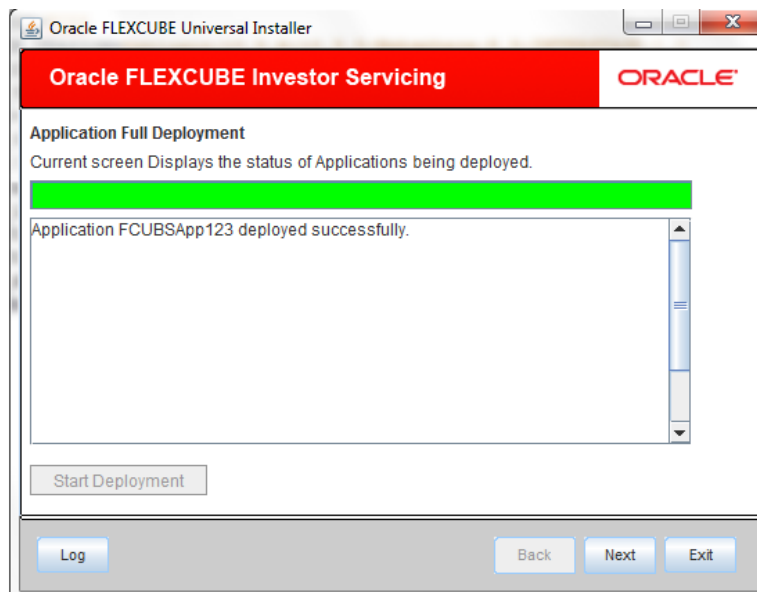 Oracle FLEXCUBE Universal Installer
Oracle FLEXCUBE Investor Servicing
ORACLE
Application Full Deployment
Current screen Displays the status of Applications being deployed.
Application FCUBSApp123 deployed successfully.
Start Deployment
Log
Back
Next
Exit